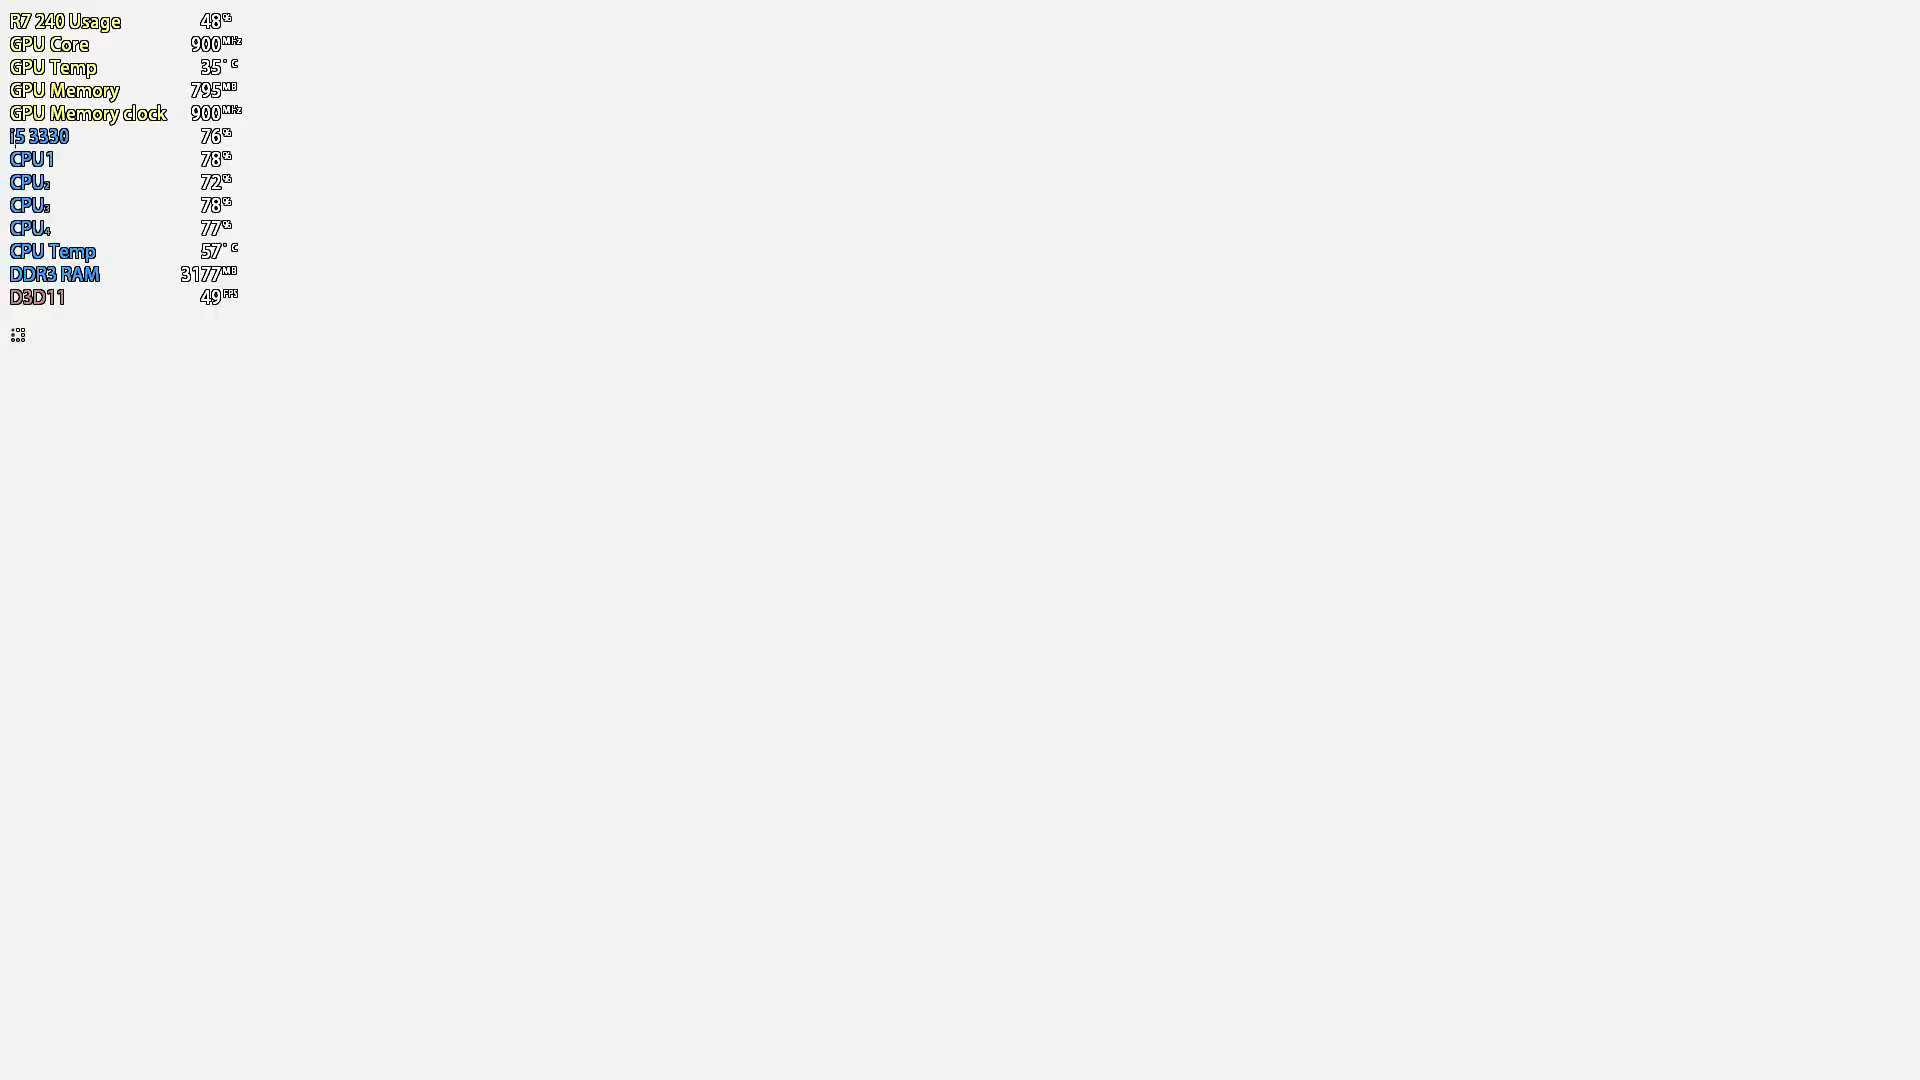 R7 240 Usage 48%
GPU Core 900MHz
GPU Temp 35°C
GPU Memory 795MB
GPU Memory clock 900MHz
i5 3330 76%
CPU1 78%
CPU2 72%
CPU3 78%
CPU4 77%
CPU Temp 57°C
DDR3 RAM 3177MB
D3D11 49FPS